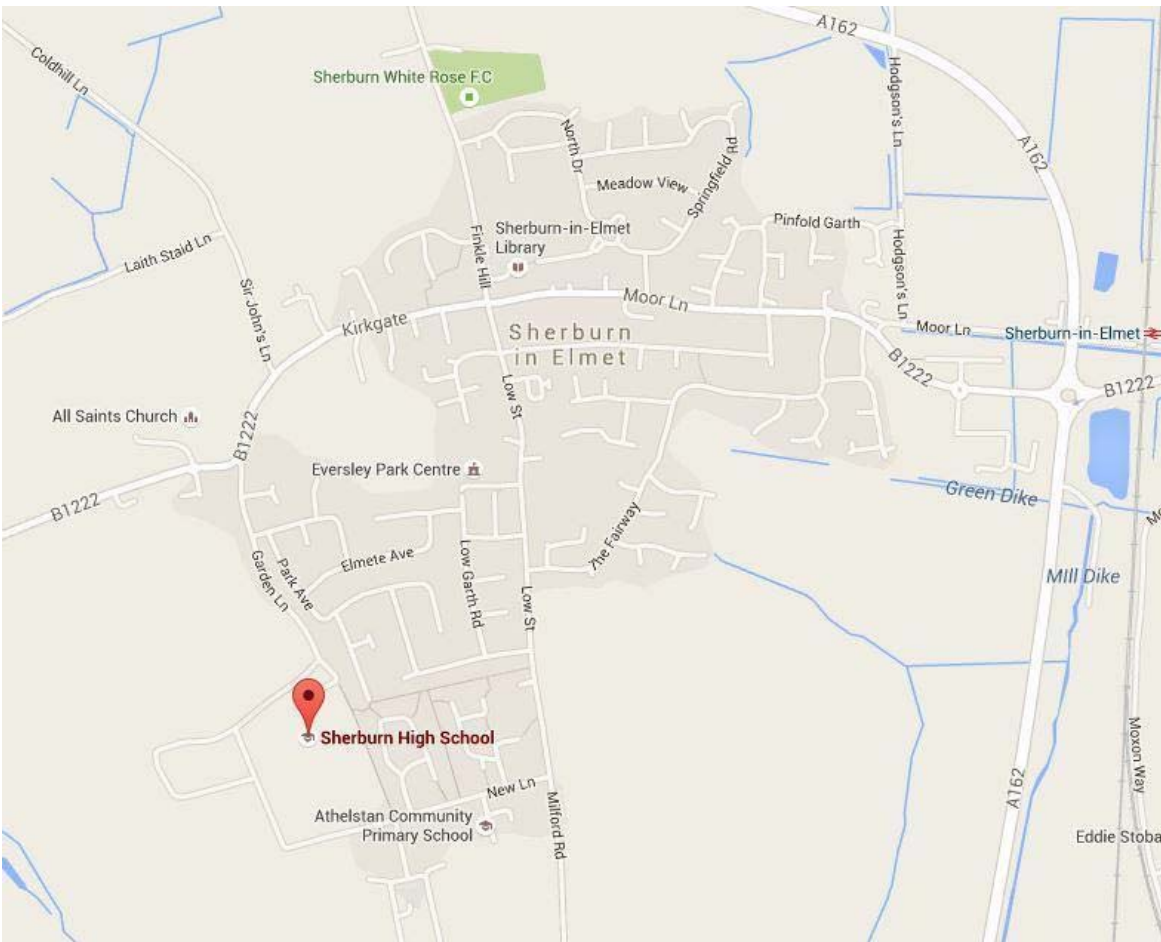 A162
Coldhill Ln
Sherburn White Rose F.C
Hodgson's Ln
North Dr
A162
Springfield Rd
Meadow View
Pinfold Garth
Sherburn-in-Elmet
Library
Finkle Hill
Laith Staid Ln
Hodgson's Ln
Sir John's Ln
Moor Ln
Kirkgate
Moor Ln
Sherburn-in-Elmet
Sherburn
in Elmet
B1222
B1222
Low St
All Saints Church
B1222
Eversley Park Centre
B1222
Green Dike
The Fairway
Elmete Ave
Low Garth Rd
Park Ave
Garden Ln
MIll Dike
Low St
Sherburn High School
Moxon Way
New Ln
A162
Athelstan Community
Primary School
Milford Rd
Eddie Stoba